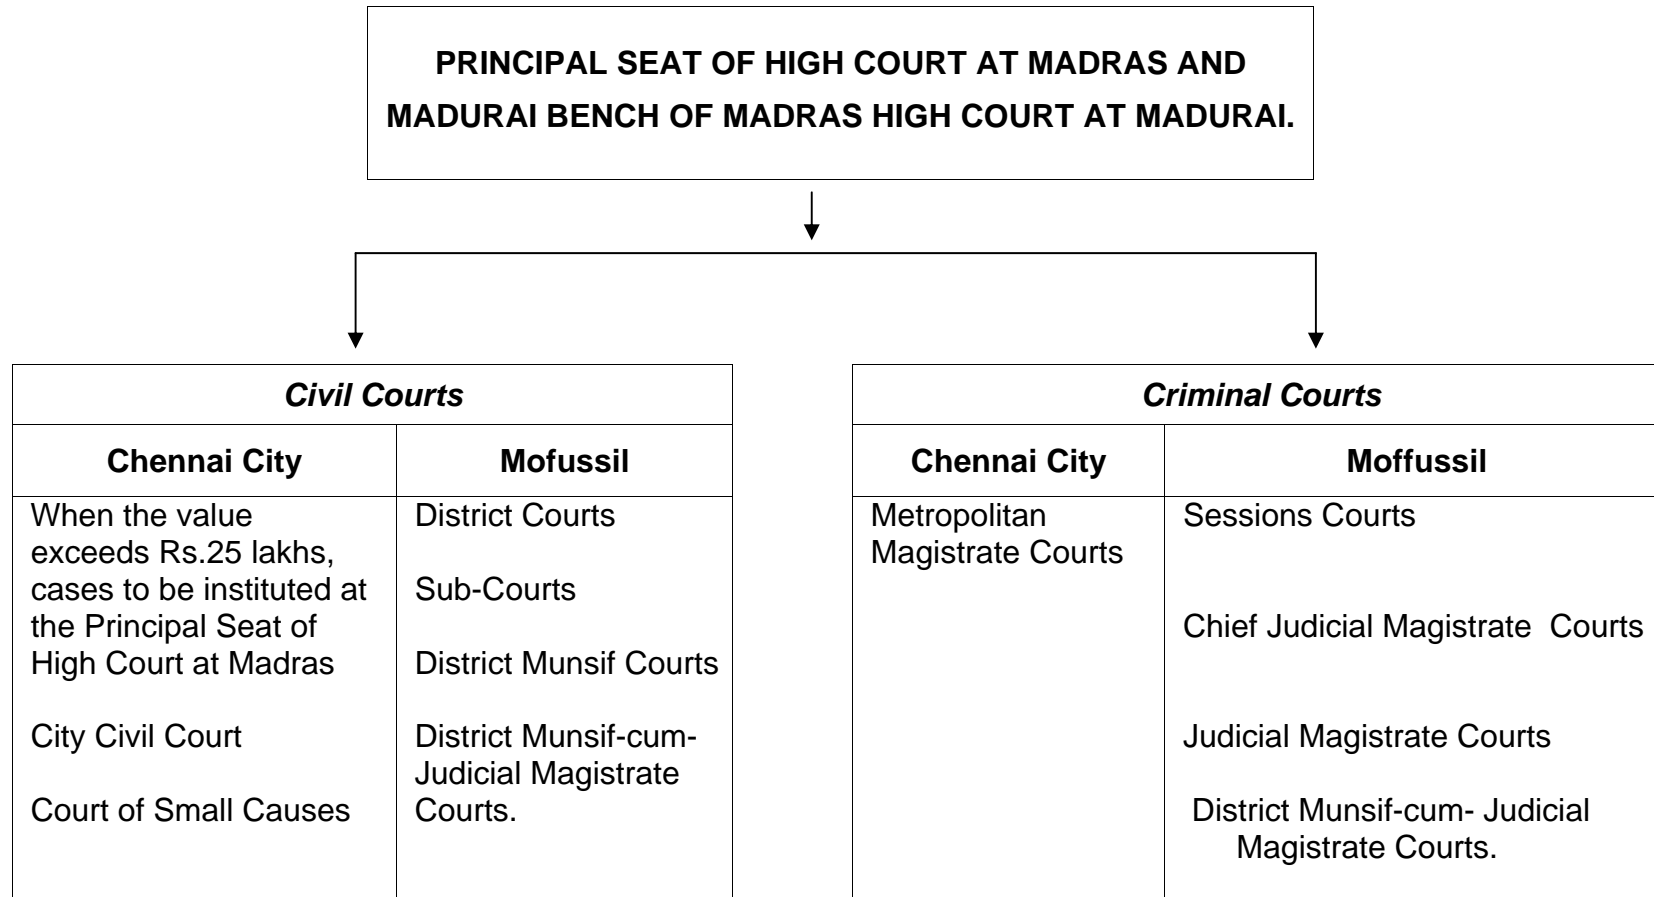 PRINCIPAL SEAT OF HIGH COURT AT MADRAS AND
MADURAI BENCH OF MADRAS HIGH COURT AT MADURAI.
Civil Courts
Chennai City
Mofussil
When the value
exceeds Rs.25 lakhs,
cases to be instituted at
the Principal Seat of
High Court at Madras
City Civil Court
Court of Small Causes
District Courts
Sub-Courts
District Munsif Courts
District Munsif-cum-
Judicial Magistrate
Courts.
Criminal Courts
Chennai City
Moffussil
Metropolitan
Magistrate Courts
Sessions Courts
Chief Judicial Magistrate Courts
Judicial Magistrate Courts
District Munsif-cum- Judicial
Magistrate Courts.